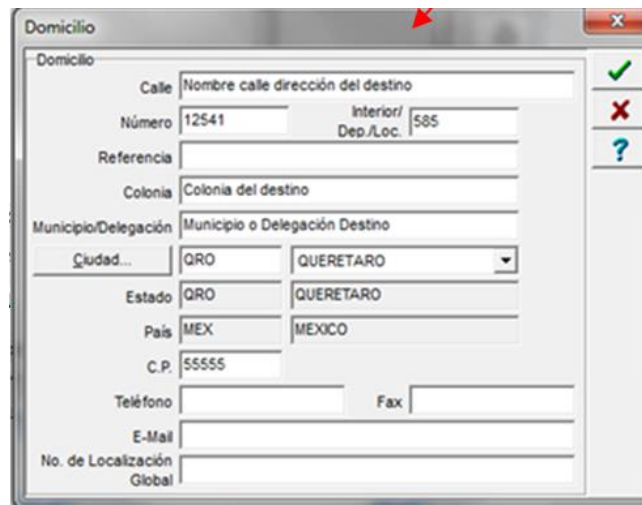 Domicilio
Domicilio
Calle Nombre calle dirección del destino
Número 12541 Interior/ Dep./Loc. 585
Referencia
Colonia Colonia del destino
Municipio/Delegación Municipio o Delegación Destino
Ciudad... QRO QUERETARO
Estado QRO QUERETARO
País MEX MEXICO
C.P. 55555
Teléfono Fax
E-Mail
No. de Localización
Global